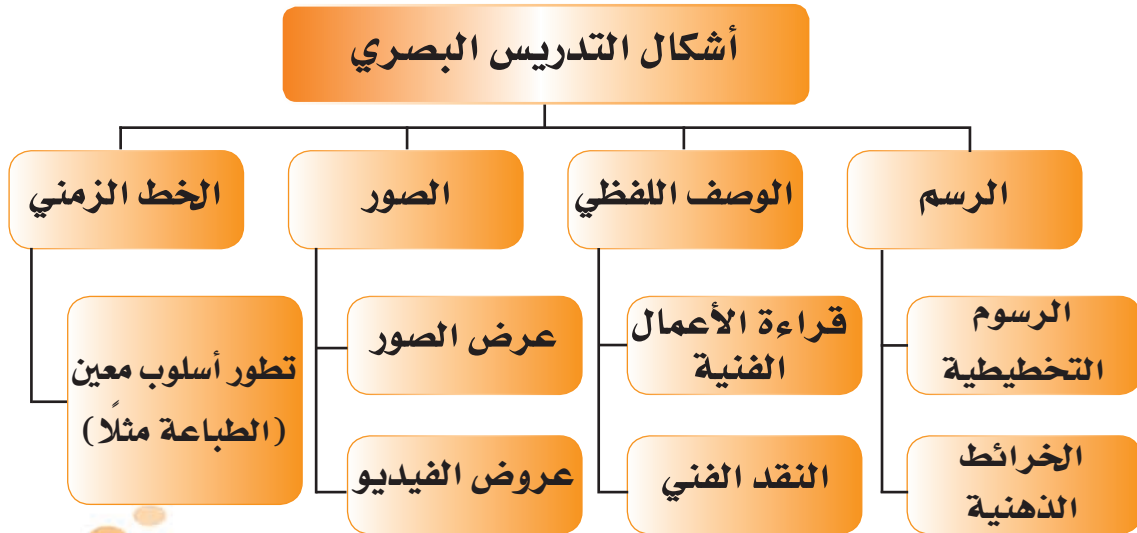 أشكال التدريس البصري
الرسم
الوصف اللفظي
الصور
الخط الزمني
الرسوم
التخطيطية
قراءة الأعمال
الفنية
عرض الصور
تطور أسلوب معين
(الطباعة مثلًا)
الخرائط
الذهنية
النقد الفني
عروض الفيديو